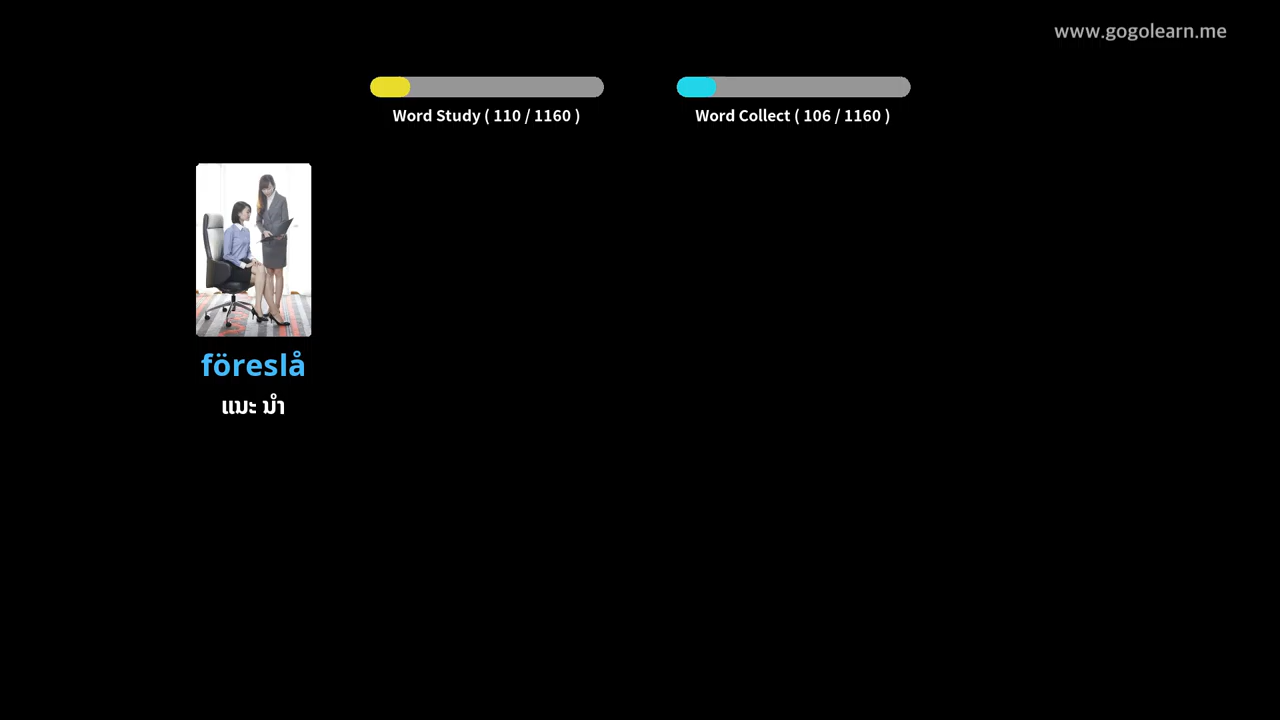 www.gogolearn.me
Word Study ( 110 / 1160 )
Word Collect ( 106 / 1160 )
föreslå
ແນະ ນຳ